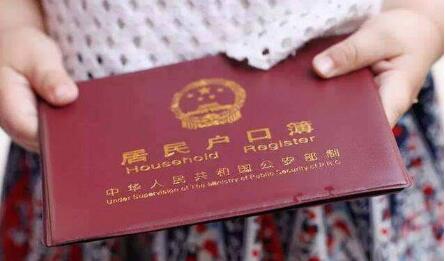 居民户口簿
Household Register
中华人民共和国公安部制
Under Supervision of The Ministry of Public Security of P.R.C